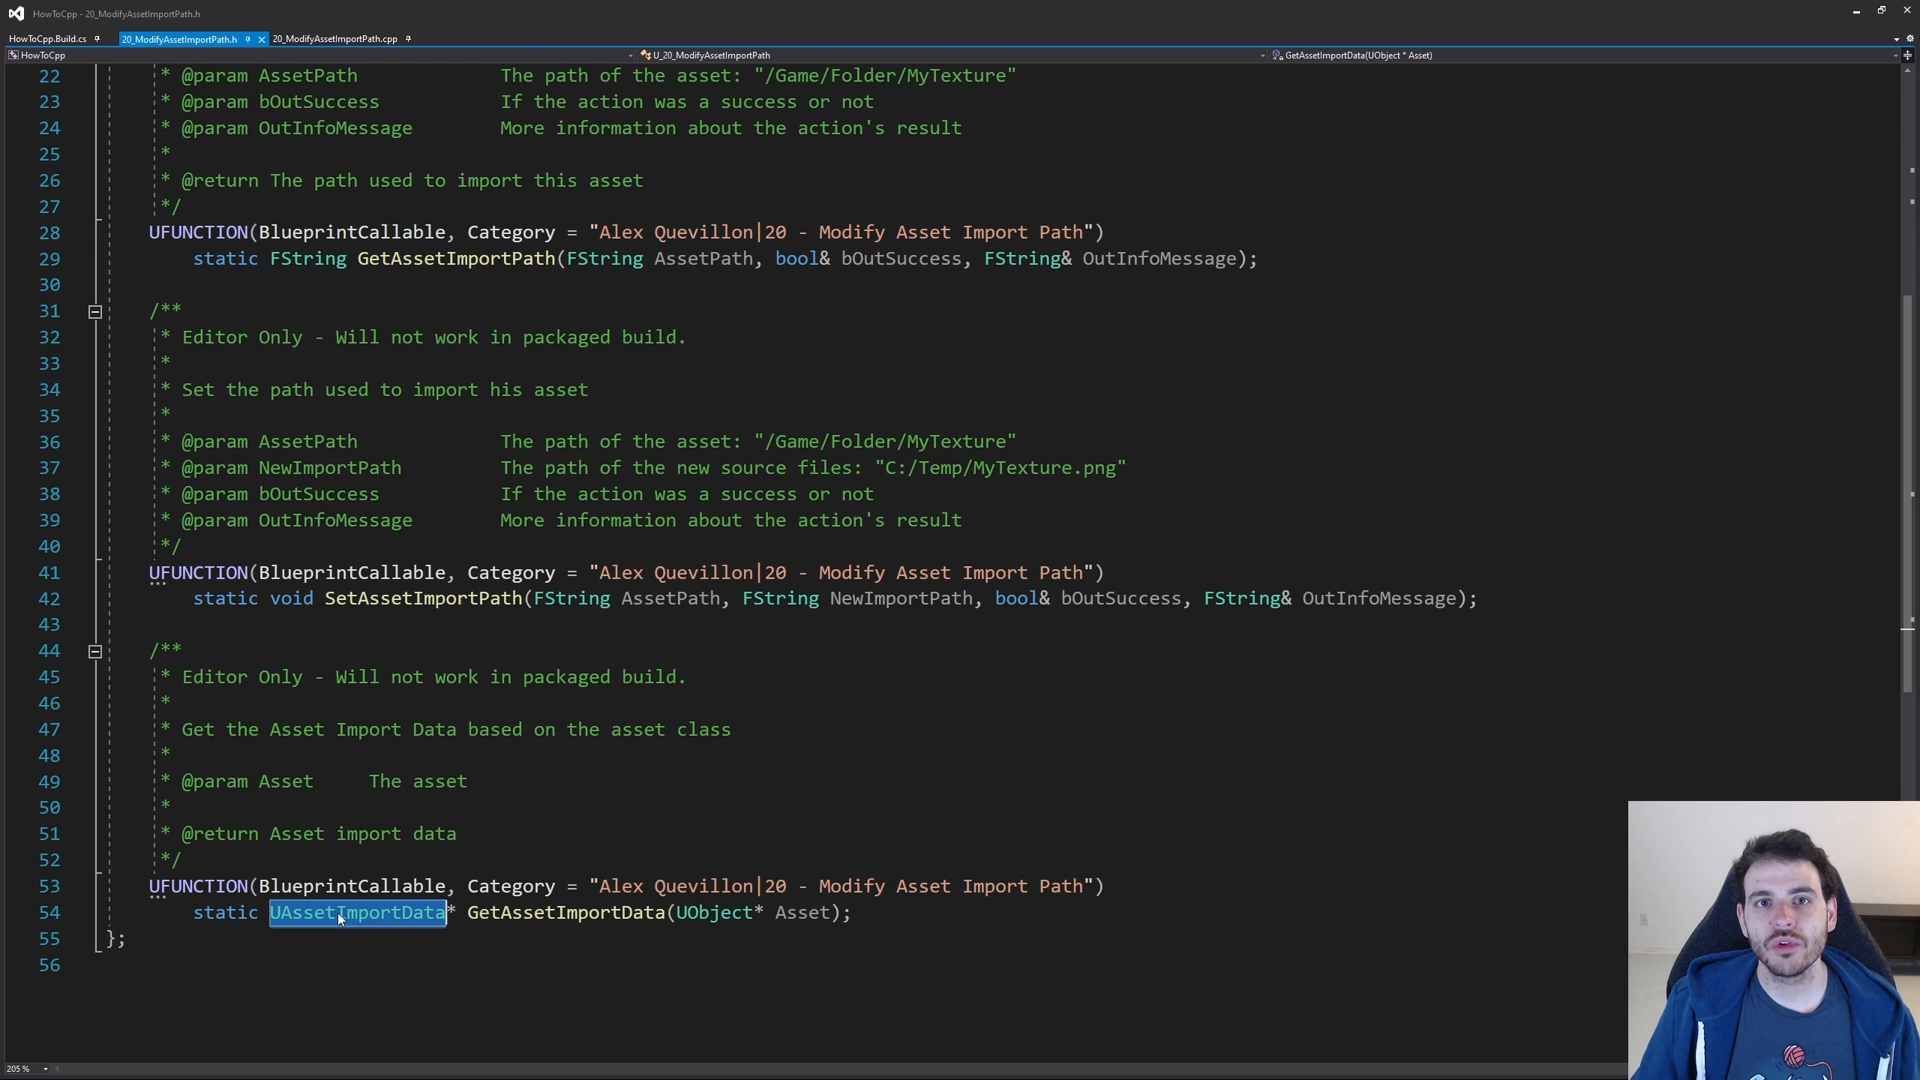 HowToCpp - 20_ModifyAssetImportPath.h
HowToCpp.Build.cs
20_ModifyAssetImportPath.h
20_ModifyAssetImportPath.cpp
HowToCpp
U_20_ModifyAssetImportPath
GetAssetImportData(UObject * Asset)
22 * @param AssetPath The path of the asset: "/Game/Folder/MyTexture"
23 * @param bOutSuccess If the action was a success or not
24 * @param OutInfoMessage More information about the action's result
25 *
26 * @return The path used to import this asset
27 */
28 UFUNCTION(BlueprintCallable, Category = "Alex Quevillon|20 - Modify Asset Import Path")
29 static FString GetAssetImportPath(FString AssetPath, bool& bOutSuccess, FString& OutInfoMessage);
30
31 /**
32 * Editor Only - Will not work in packaged build.
33 *
34 * Set the path used to import his asset
35 *
36 * @param AssetPath The path of the asset: "/Game/Folder/MyTexture"
37 * @param NewImportPath The path of the new source files: "C:/Temp/MyTexture.png"
38 * @param bOutSuccess If the action was a success or not
39 * @param OutInfoMessage More information about the action's result
40 */
41 UFUNCTION(BlueprintCallable, Category = "Alex Quevillon|20 - Modify Asset Import Path")
42 static void SetAssetImportPath(FString AssetPath, FString NewImportPath, bool& bOutSuccess, FString& OutInfoMessage);
43
44 /**
45 * Editor Only - Will not work in packaged build.
46 *
47 * Get the Asset Import Data based on the asset class
48 *
49 * @param Asset The asset
50 *
51 * @return Asset import data
52 */
53 UFUNCTION(BlueprintCallable, Category = "Alex Quevillon|20 - Modify Asset Import Path")
54 static UAssetImportData* GetAssetImportData(UObject* Asset);
55 };
56
205 %